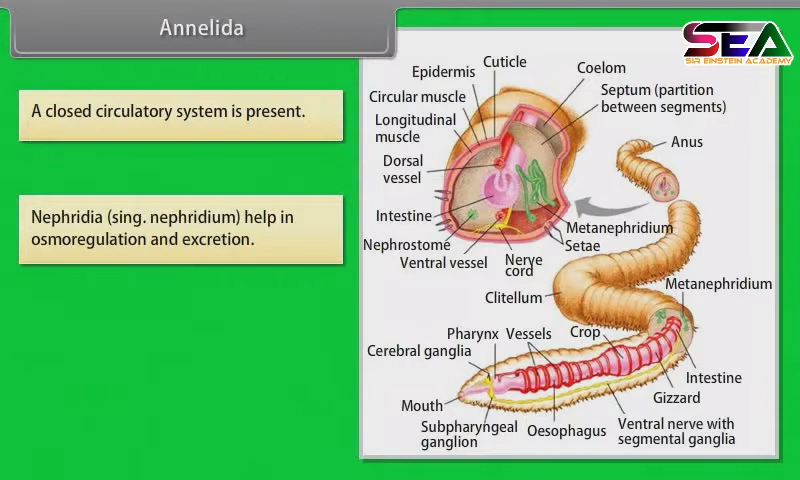 Annelida
SEA
SIR EINSTEIN ACADEMY
A closed circulatory system is present.
Nephridia (sing. nephridium) help in
osmoregulation and excretion.
Cuticle
Epidermis
Coelom
Circular muscle
Septum (partition
between segments)
Longitudinal
muscle
Anus
Dorsal
vessel
Intestine
Metanephridium
Nephrostome
Setae
Ventral vessel
Nerve
cord
Clitellum
Metanephridium
Pharynx
Vessels
Crop
Cerebral ganglia
Intestine
Gizzard
Mouth
Subpharyngeal
ganglion
Oesophagus
Ventral nerve with
segmental ganglia